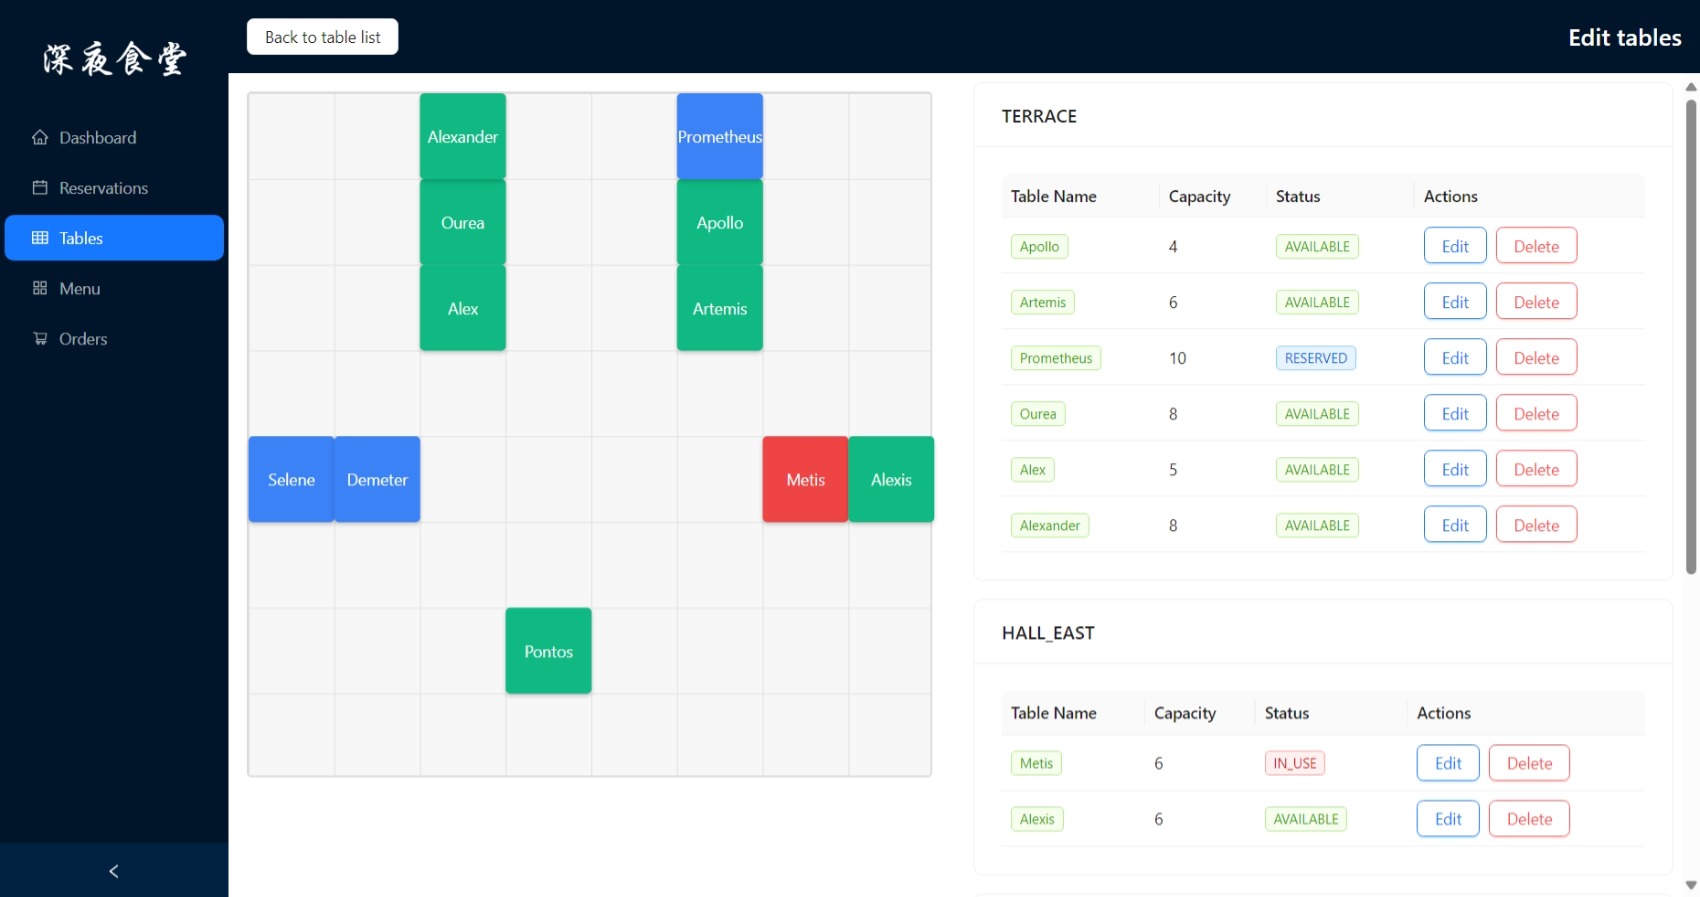 深夜食堂
Dashboard
Reservations
Tables
Menu
Orders
Back to table list
Edit tables
Alexander
Prometheus
Ourea
Apollo
Alex
Artemis
Selene
Demeter
Metis
Alexis
Pontos
TERRACE
Table Name Capacity Status Actions
Apollo 4 AVAILABLE Edit Delete
Artemis 6 AVAILABLE Edit Delete
Prometheus 10 RESERVED Edit Delete
Ourea 8 AVAILABLE Edit Delete
Alex 5 AVAILABLE Edit Delete
Alexander 8 AVAILABLE Edit Delete
HALL_EAST
Table Name Capacity Status Actions
Metis 6 IN_USE Edit Delete
Alexis 6 AVAILABLE Edit Delete